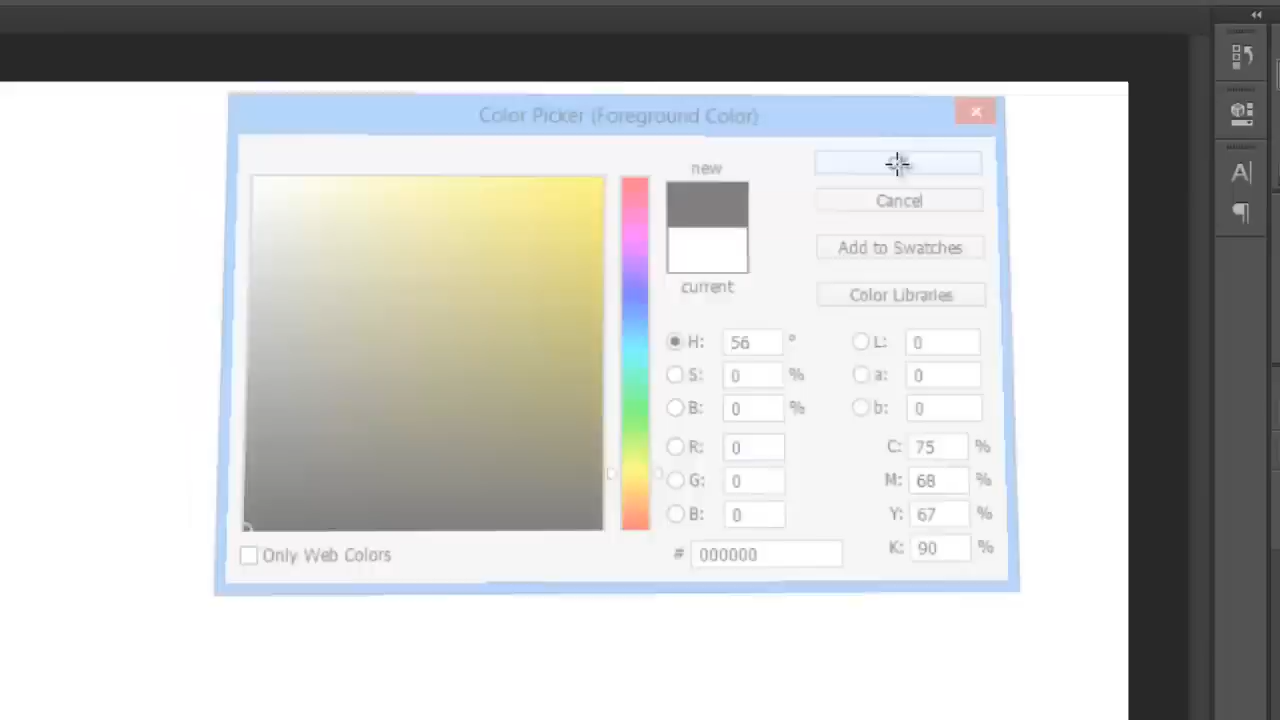 Color Picker (Foreground Color)
new
current
Cancel
Add to Swatches
Color Libraries
H: 56 °
S: 0 %
B: 0 %
R: 0
G: 0
B: 0
# 000000
L: 0
a: 0
b: 0
C: 75 %
M: 68 %
Y: 67 %
K: 90 %
Only Web Colors
A